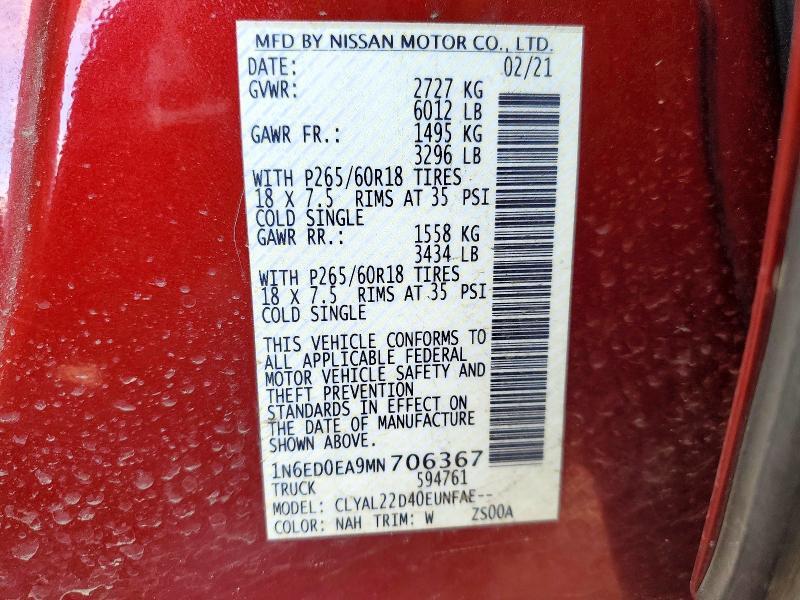 MFD BY NISSAN MOTOR CO., LTD.
DATE: 02/21
GVWR: 2727 KG
6012 LB
GAWR FR.: 1495 KG
3296 LB
WITH P265/60R18 TIRES
18 X 7.5 RIMS AT 35 PSI
COLD SINGLE
GAWR RR.: 1558 KG
3434 LB
WITH P265/60R18 TIRES
18 X 7.5 RIMS AT 35 PSI
COLD SINGLE
THIS VEHICLE CONFORMS TO
ALL APPLICABLE FEDERAL
MOTOR VEHICLE SAFETY AND
THEFT PREVENTION
STANDARDS IN EFFECT ON
THE DATE OF MANUFACTURE
SHOWN ABOVE.
1N6ED0EA9MN706367
TRUCK 594761
MODEL: CLYAL22D40EUNFAE--
COLOR: NAH TRIM: W ZS00A